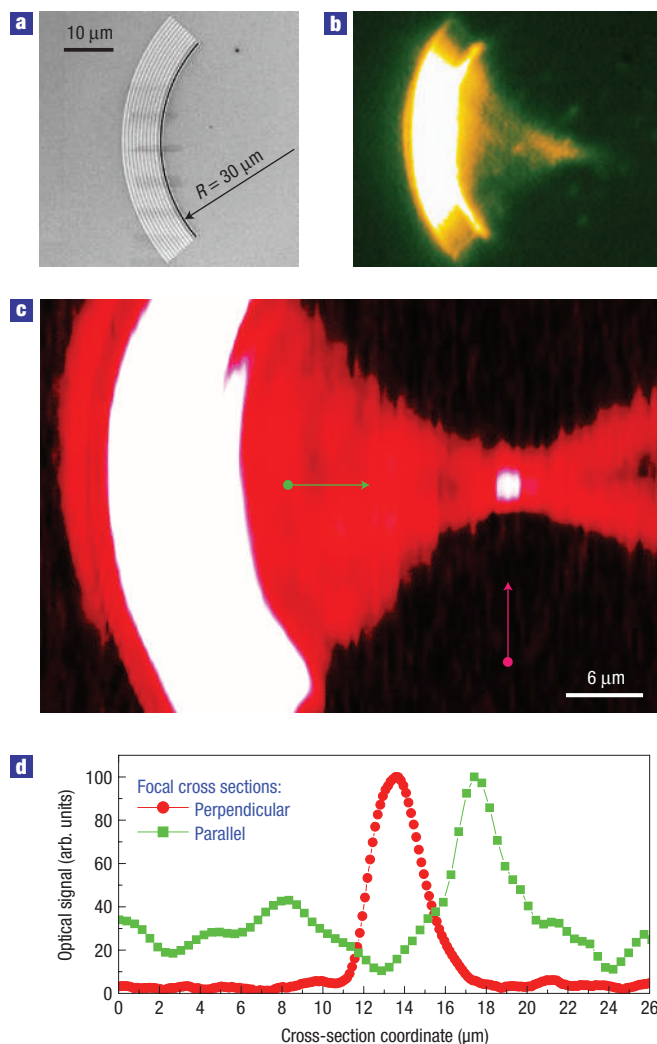 a
10 μm
R = 30 μm
b
c
6 μm
d
Optical signal (arb. units)
100
80
60
40
20
0
Focal cross sections:
Perpendicular
Parallel
0 2 4 6 8 10 12 14 16 18 20 22 24 26
Cross-section coordinate (μm)